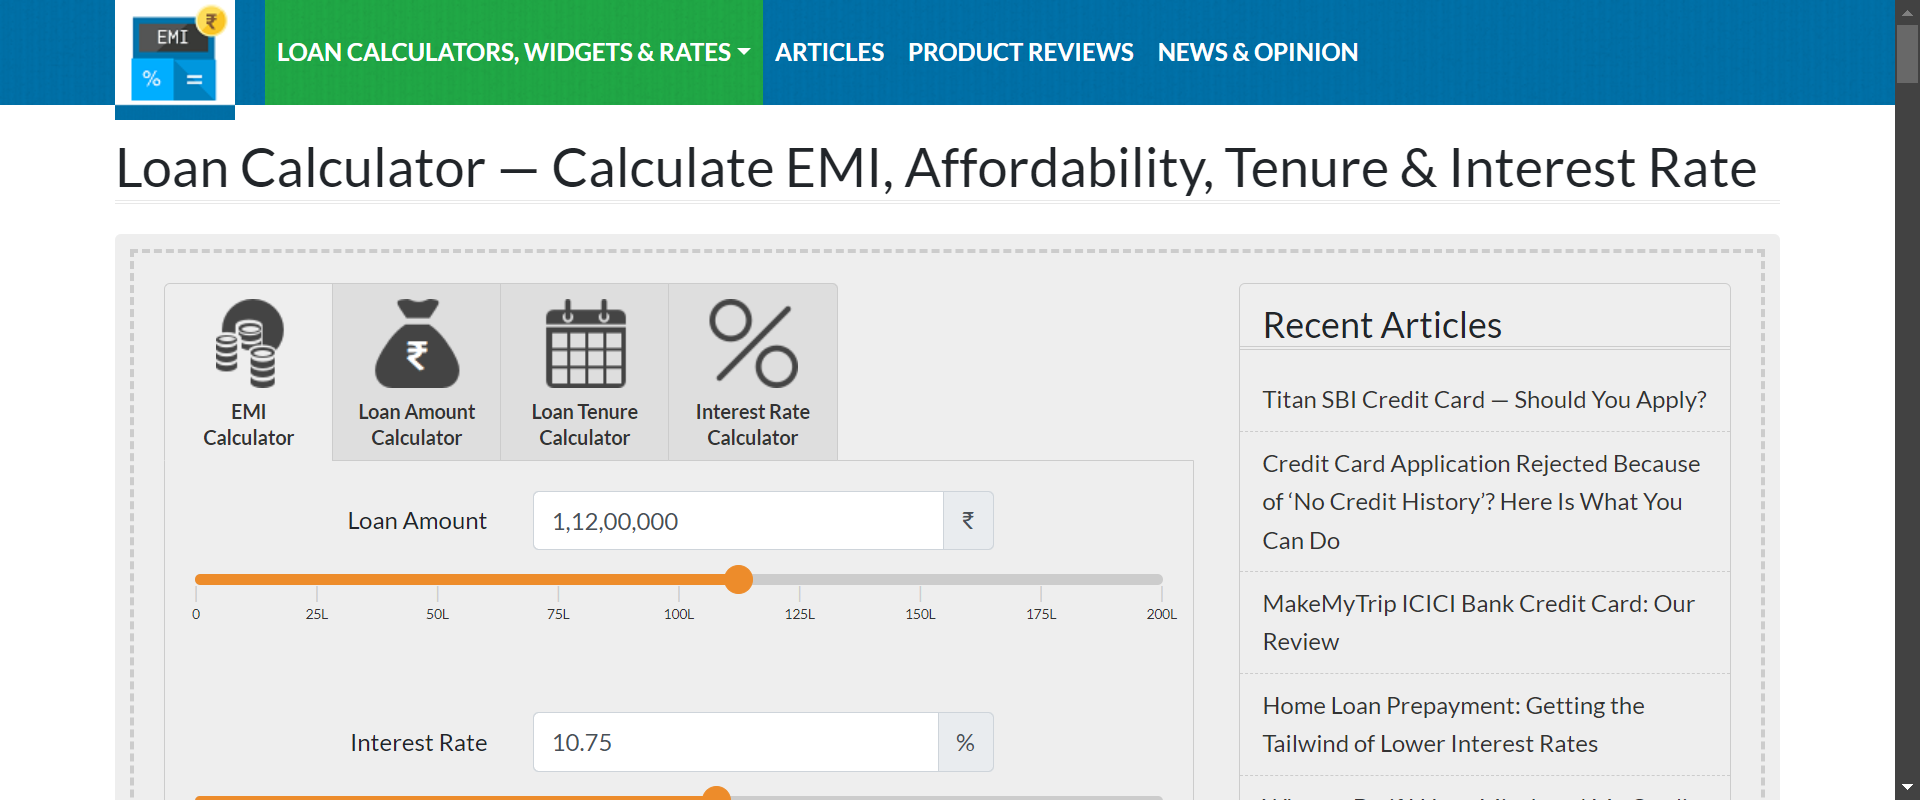 EMI
₹
%
=
LOAN CALCULATORS, WIDGETS & RATES
ARTICLES
PRODUCT REVIEWS
NEWS & OPINION
Loan Calculator — Calculate EMI, Affordability, Tenure & Interest Rate
EMI
Calculator
₹
Loan Amount
Calculator
Loan Tenure
Calculator
Interest Rate
Calculator
Loan Amount
1,12,00,000
₹
0 25L 50L 75L 100L 125L 150L 175L 200L
Interest Rate
10.75
%
Recent Articles
Titan SBI Credit Card — Should You Apply?
Credit Card Application Rejected Because
of ‘No Credit History’? Here Is What You
Can Do
MakeMyTrip ICICI Bank Credit Card: Our
Review
Home Loan Prepayment: Getting the
Tailwind of Lower Interest Rates